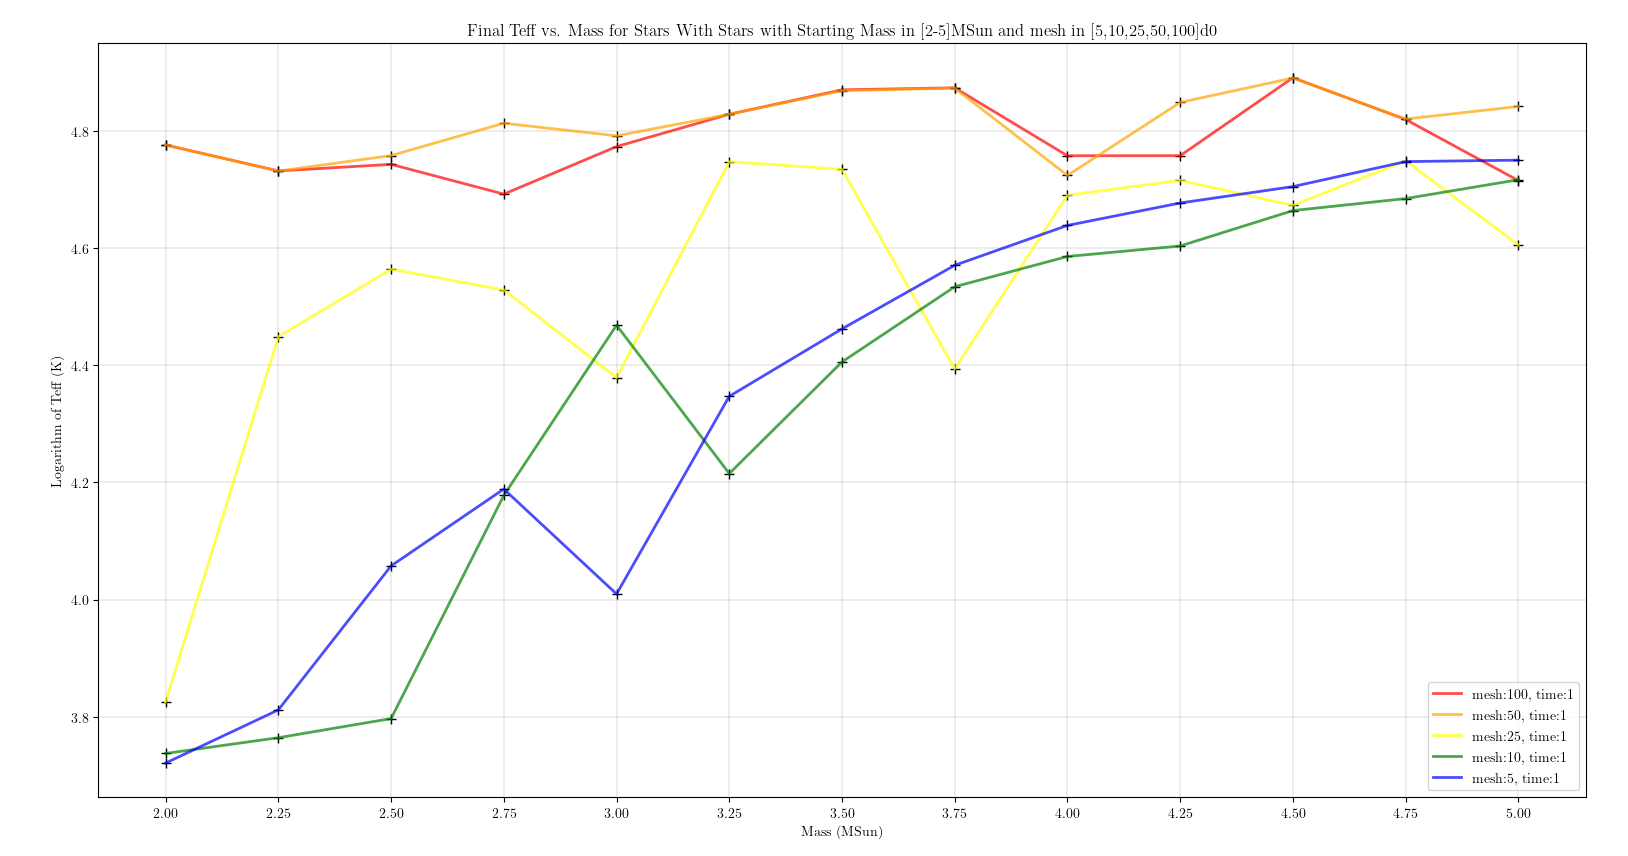 Final Teff vs. Mass for Stars With Stars with Starting Mass in [2-5]MSun and mesh in [5,10,25,50,100]d0
Logarithm of Teff (K)
4.8
4.6
4.4
4.2
4.0
3.8
mesh:100, time:1
mesh:50, time:1
mesh:25, time:1
mesh:10, time:1
mesh:5, time:1
2.00 2.25 2.50 2.75 3.00 3.25 3.50 3.75 4.00 4.25 4.50 4.75 5.00
Mass (MSun)